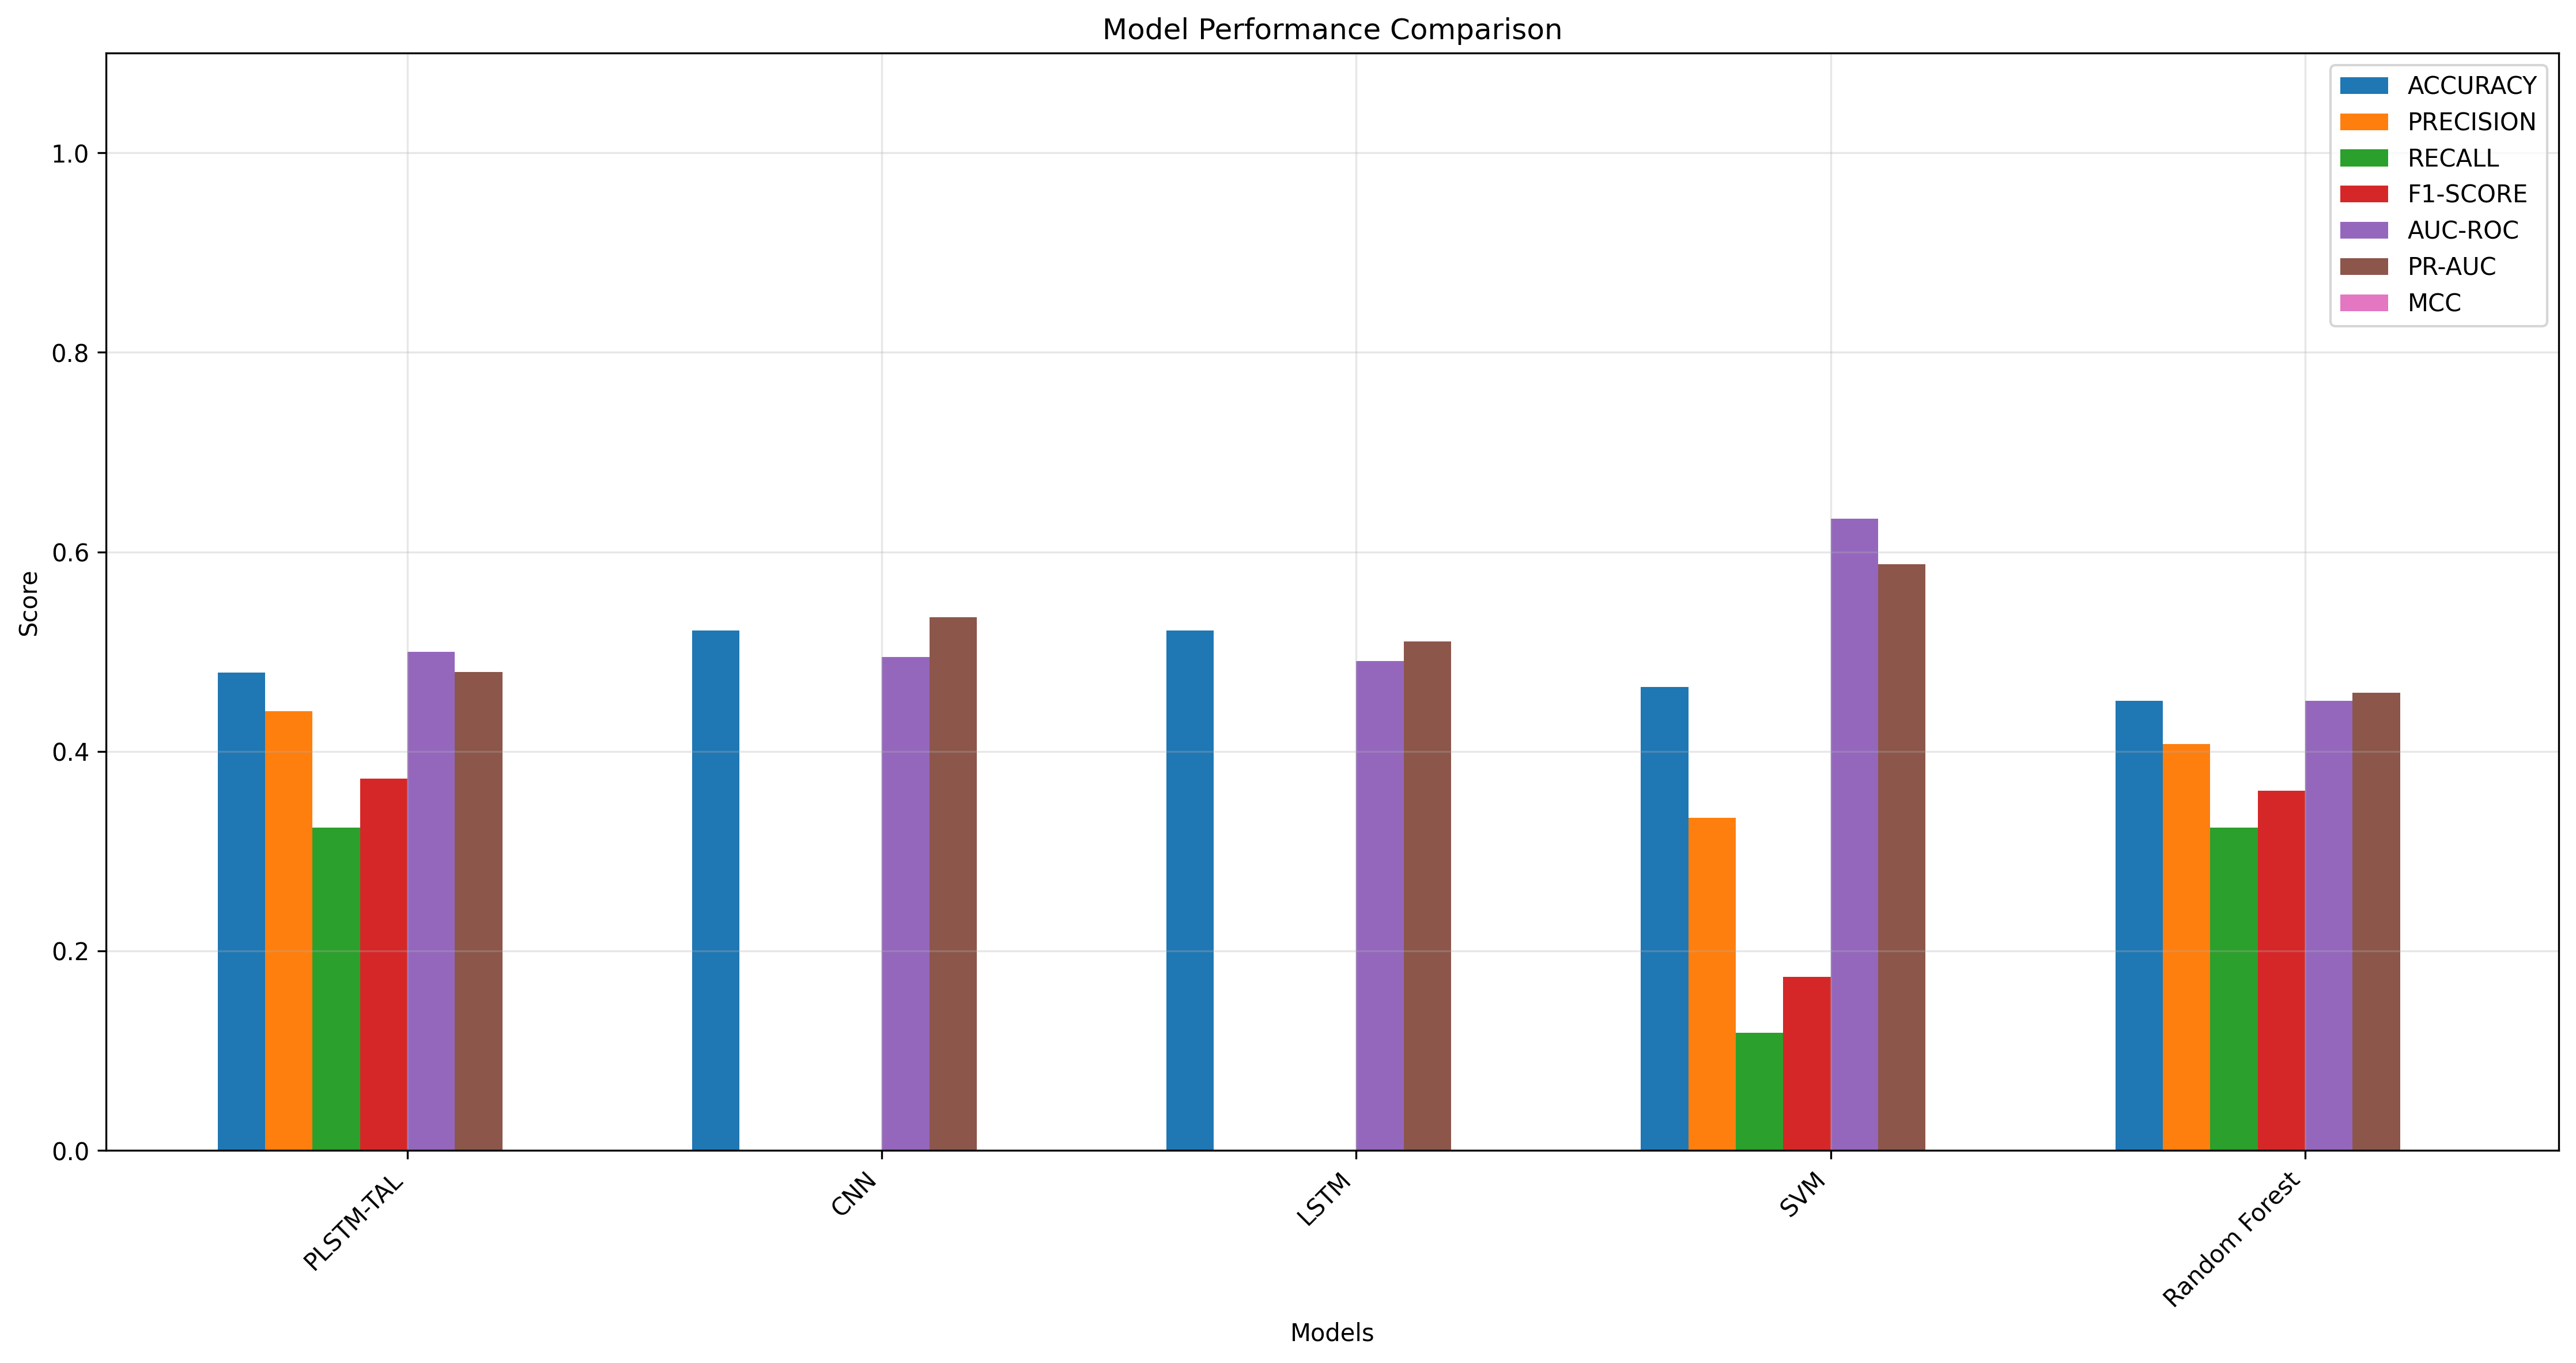 Model Performance Comparison
ACCURACY
PRECISION
RECALL
F1-SCORE
AUC-ROC
PR-AUC
MCC
Score
1.0
0.8
0.6
0.4
0.2
0.0
PLSTM-TAL
CNN
LSTM
SVM
Random Forest
Models